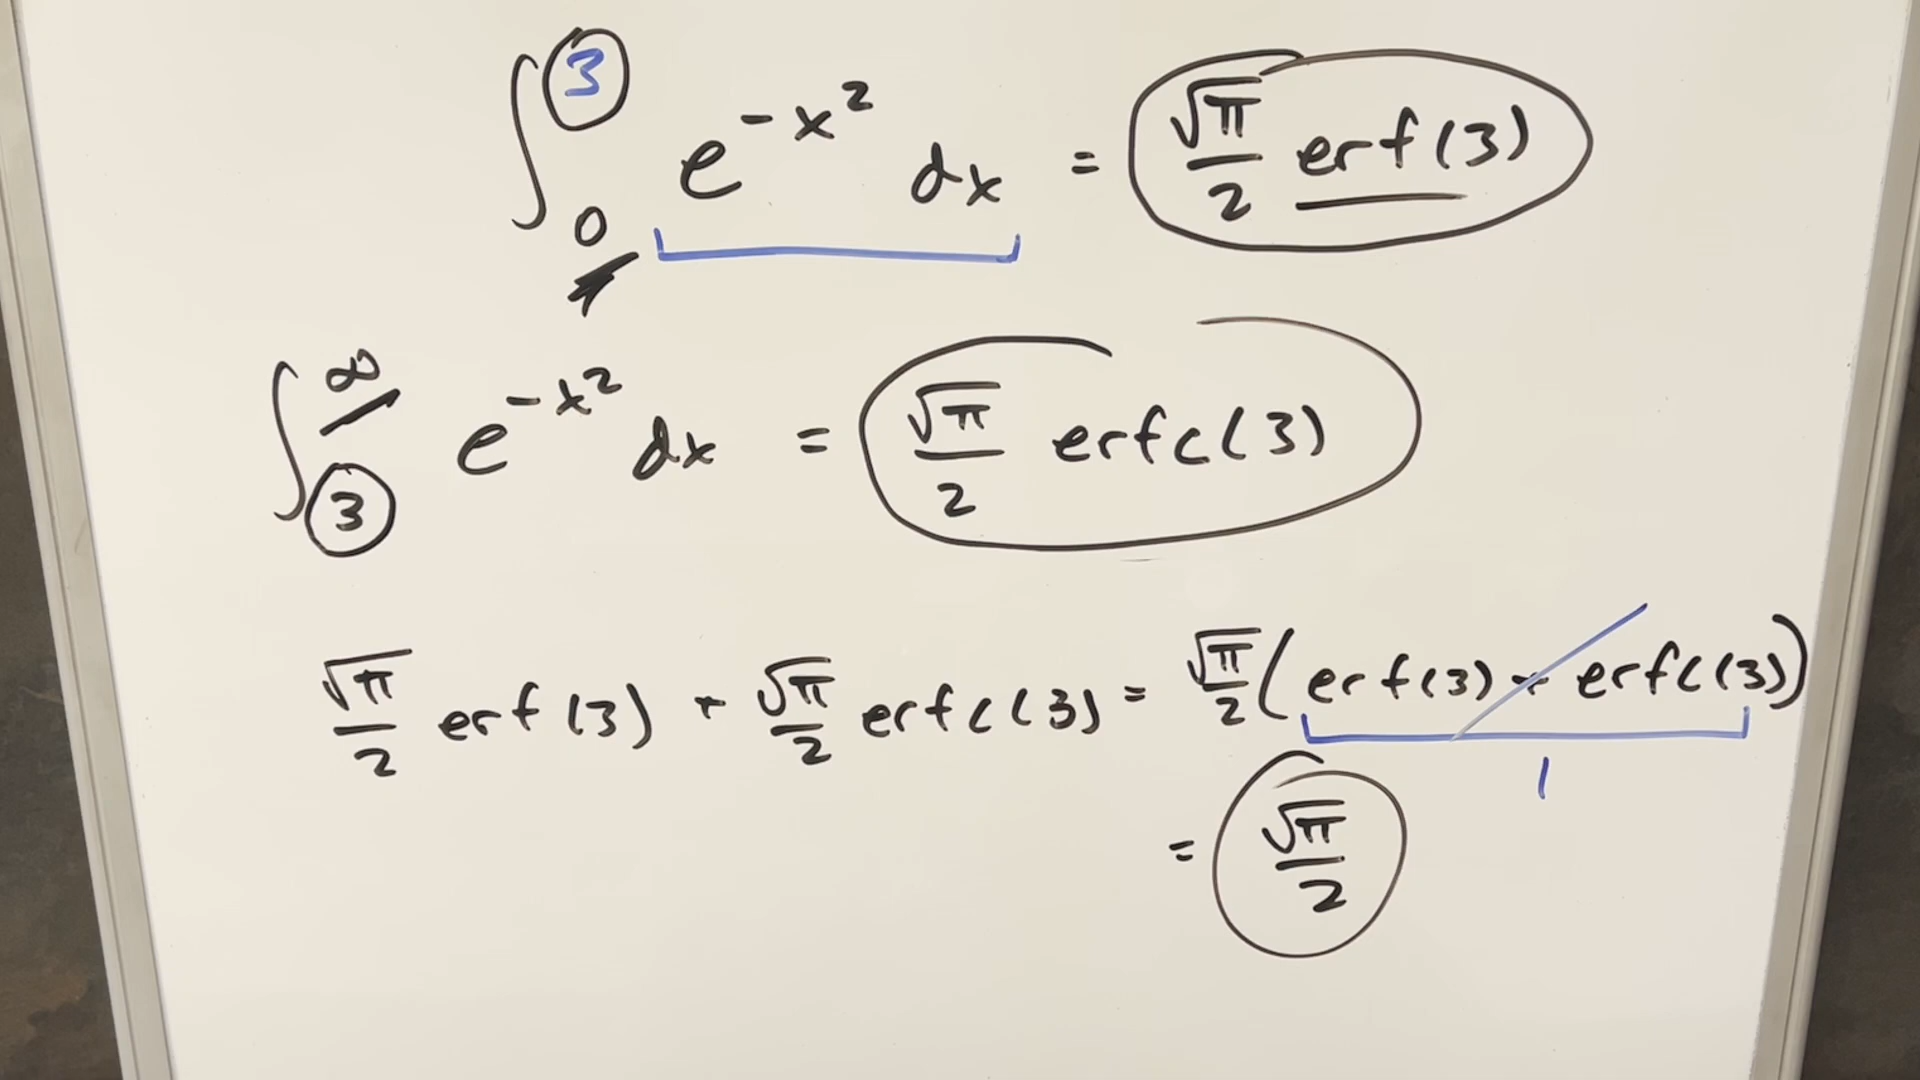 ∫₀³ e^(-x²) dx = √π/2 erf(3)
∫₃^∞ e^(-x²) dx = √π/2 erfc(3)
√π/2 erf(3) + √π/2 erfc(3) = √π/2 (erf(3) + erfc(3))
1
= √π/2